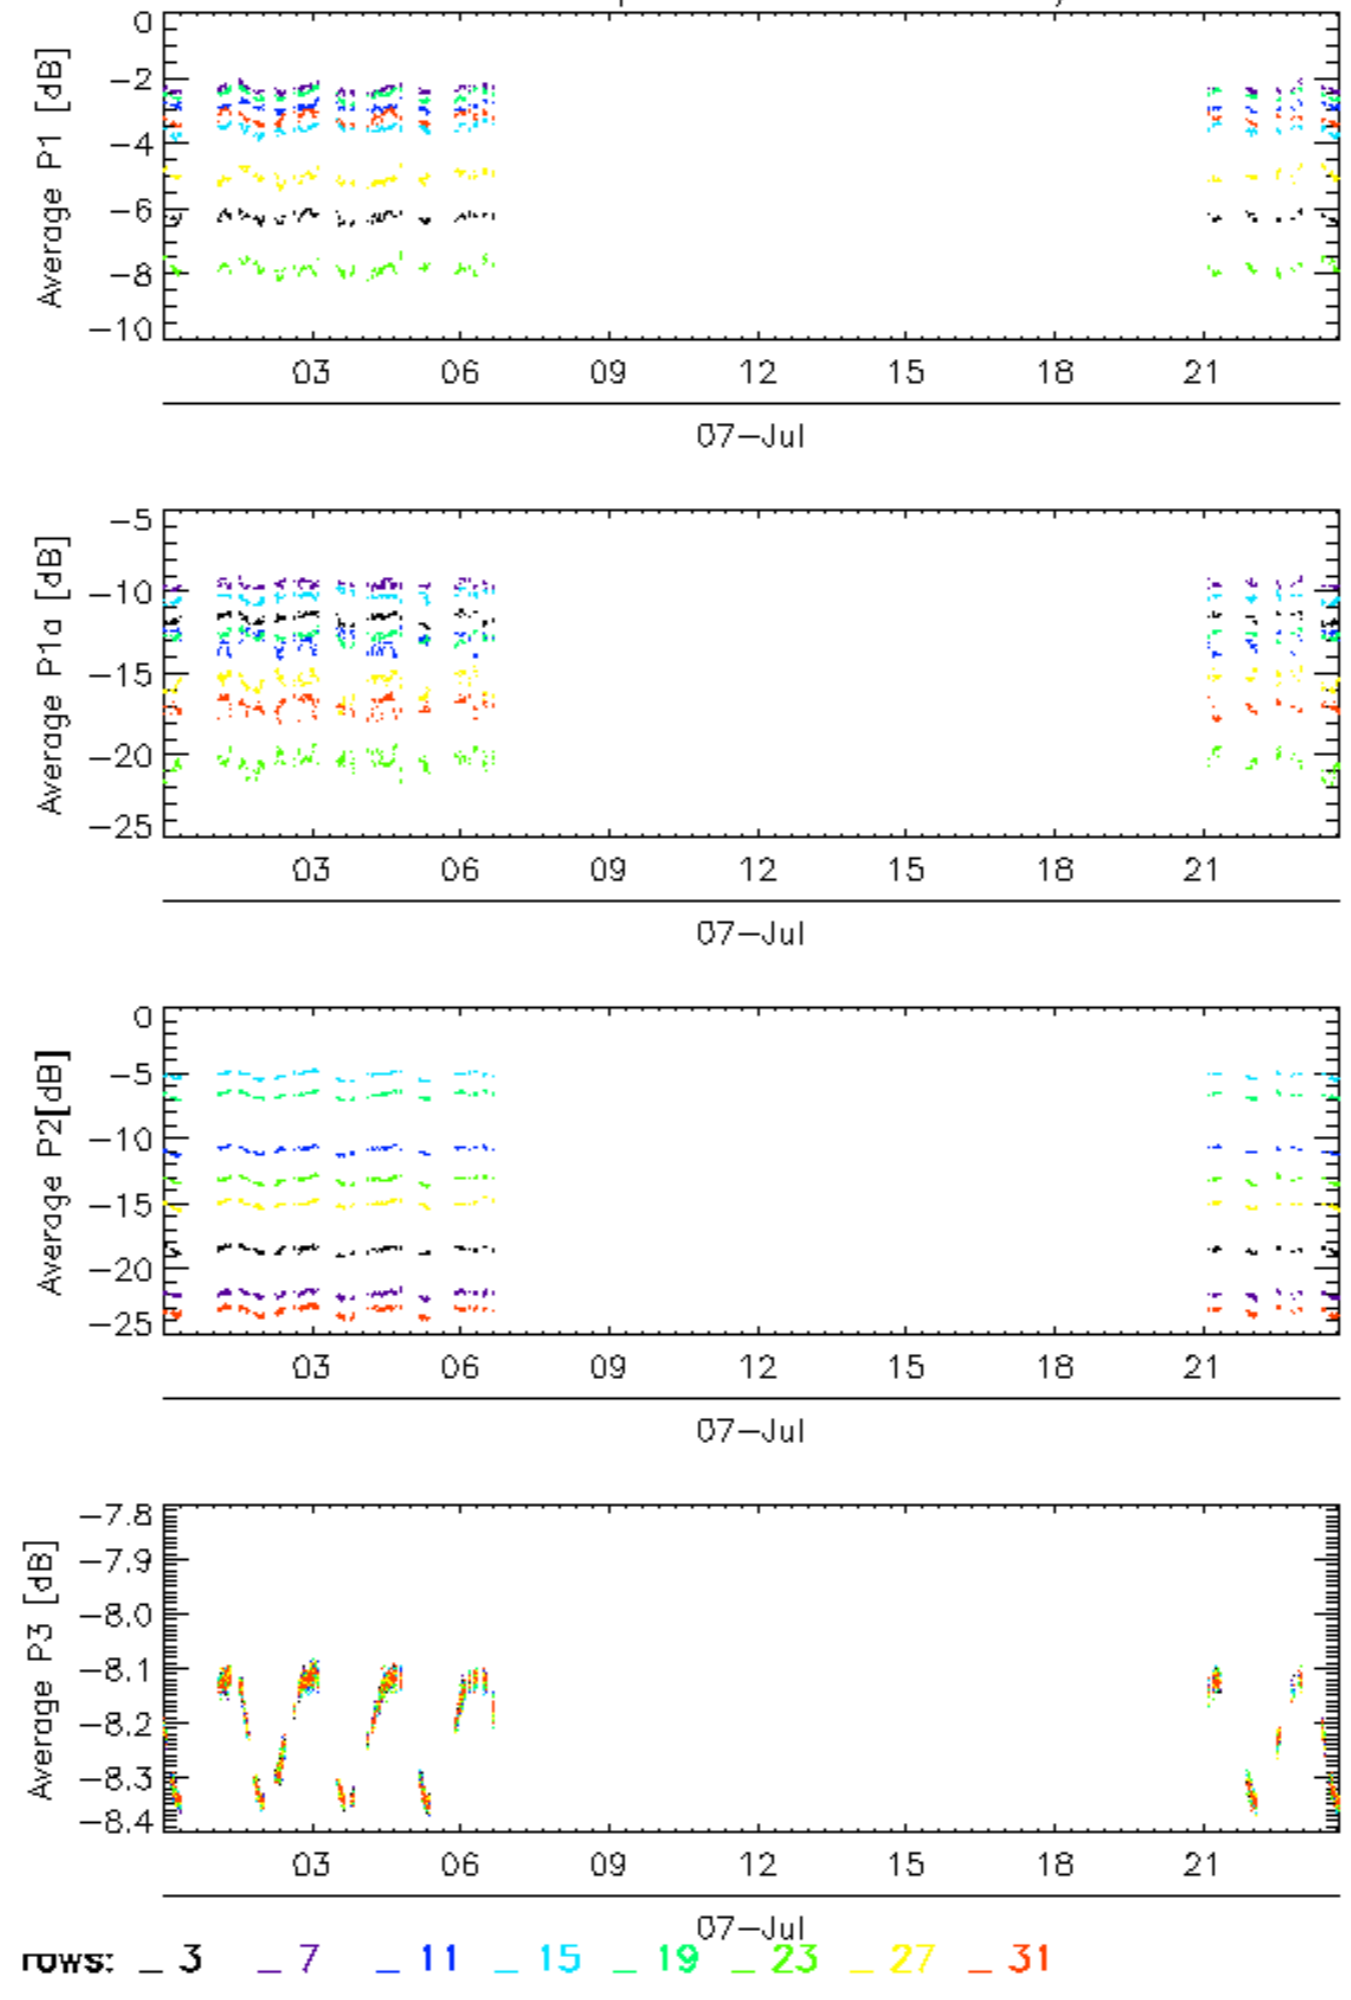 0
−2
−4
−6
−8
−10
Average P1 [dB]
03 06 09 12 15 18 21
07−Jul
−5
−10
−15
−20
−25
Average P1a [dB]
03 06 09 12 15 18 21
07−Jul
0
−5
−10
−15
−20
−25
Average P2[dB]
03 06 09 12 15 18 21
07−Jul
−7.8
−7.9
−8.0
−8.1
−8.2
−8.3
−8.4
Average P3 [dB]
03 06 09 12 15 18 21
07−Jul
rows: _ 3 _ 7 _ 11 _ 15 _ 19 _ 23 _ 27 _ 31